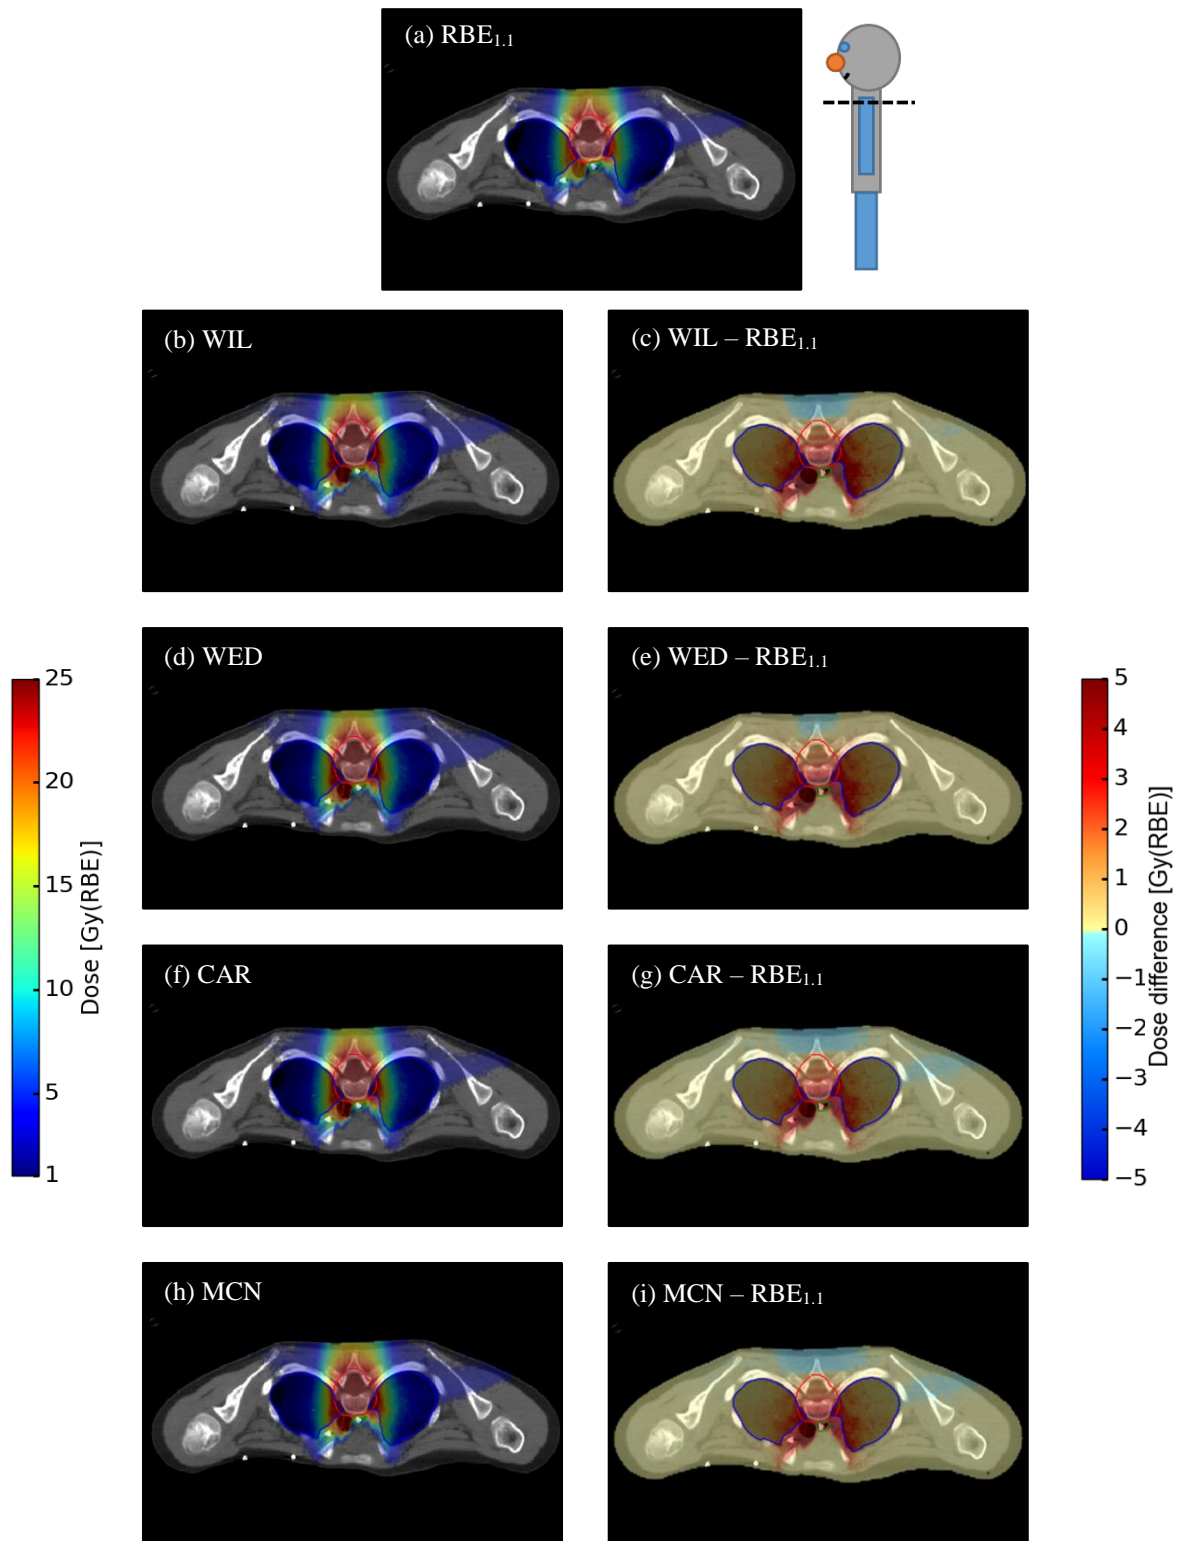 (a) RBE1.1
(b) WIL
(c) WIL – RBE1.1
(d) WED
(e) WED – RBE1.1
25
20
15
10
5
1
Dose [Gy(RBE)]
5
4
3
2
1
0
−1
−2
−3
−4
−5
Dose difference [Gy(RBE)]
(f) CAR
(g) CAR – RBE1.1
(h) MCN
(i) MCN – RBE1.1